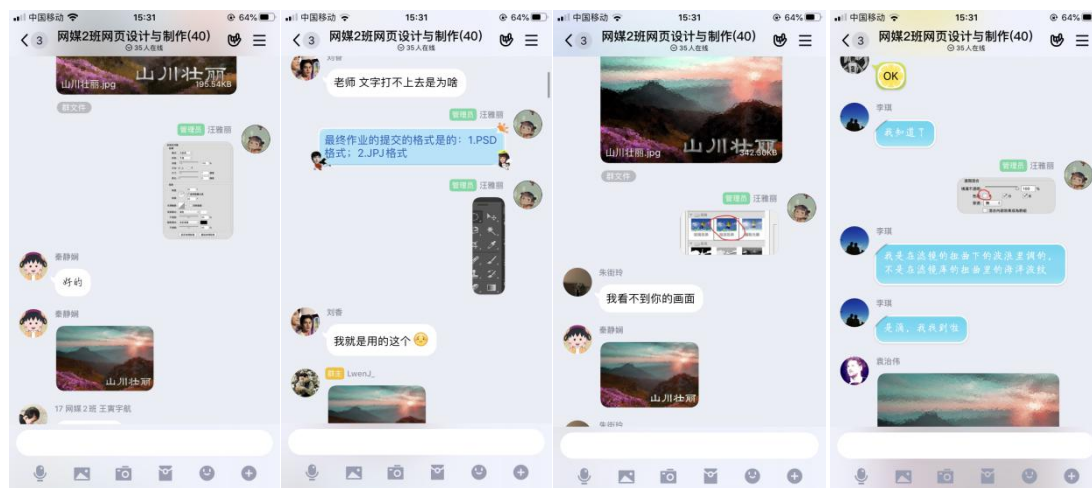 中国移动 15:31 64%
3 网媒2班网页设计与制作(40)
35人在线
山川壮丽
山川壮丽.jpg 195.54KB
群文件
管理员 汪雅丽
秦静娴
好的
秦静娴
山川壮丽
17 网媒2班 王冀宇航
中国移动 15:31 64%
3 网媒2班网页设计与制作(40)
35人在线
刘香
老师 文字打不上去是为啥
管理员 汪雅丽
最终作业的提交的格式是的：1.PSD
格式；2.JPJ格式
管理员 汪雅丽
刘香
我就是用的这个
群主 LwenJ_
中国移动 15:31 64%
3 网媒2班网页设计与制作(40)
35人在线
山川壮丽
山川壮丽.jpg 342.50KB
群文件
管理员 汪雅丽
朱街玲
我看不到你的画面
秦静娴
山川壮丽
朱街玲
中国移动 15:31 64%
3 网媒2班网页设计与制作(40)
35人在线
OK
李琪
我知道了
管理员 汪雅丽
李琪
我是在滤镜的扭曲下的波浪里调的，
不是在滤镜库的扭曲里的海洋波纹
李琪
是滴，我找到啦
袁治伟